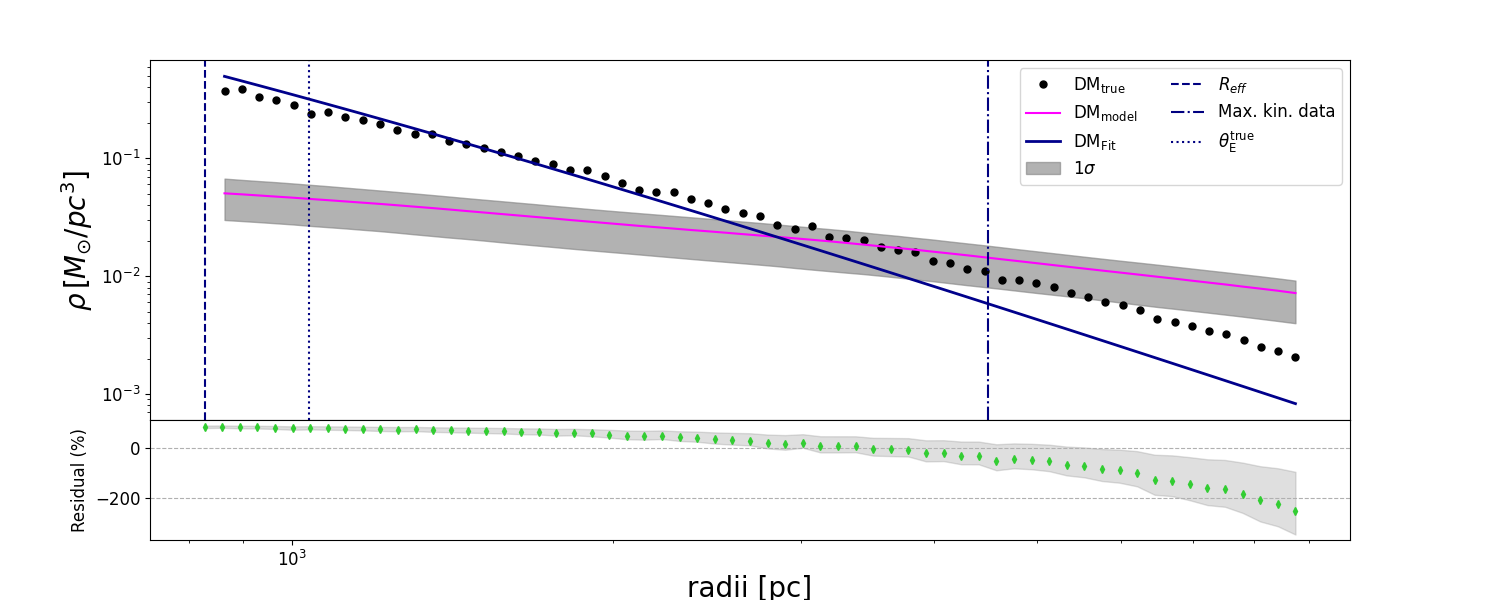 DM_true
DM_model
DM_Fit
1σ
R_eff
Max. kin. data
θ_E^true
ρ [M_⊙/pc^3]
10^−1
10^−2
10^−3
Residual (%)
0
−200
10^3
radii [pc]